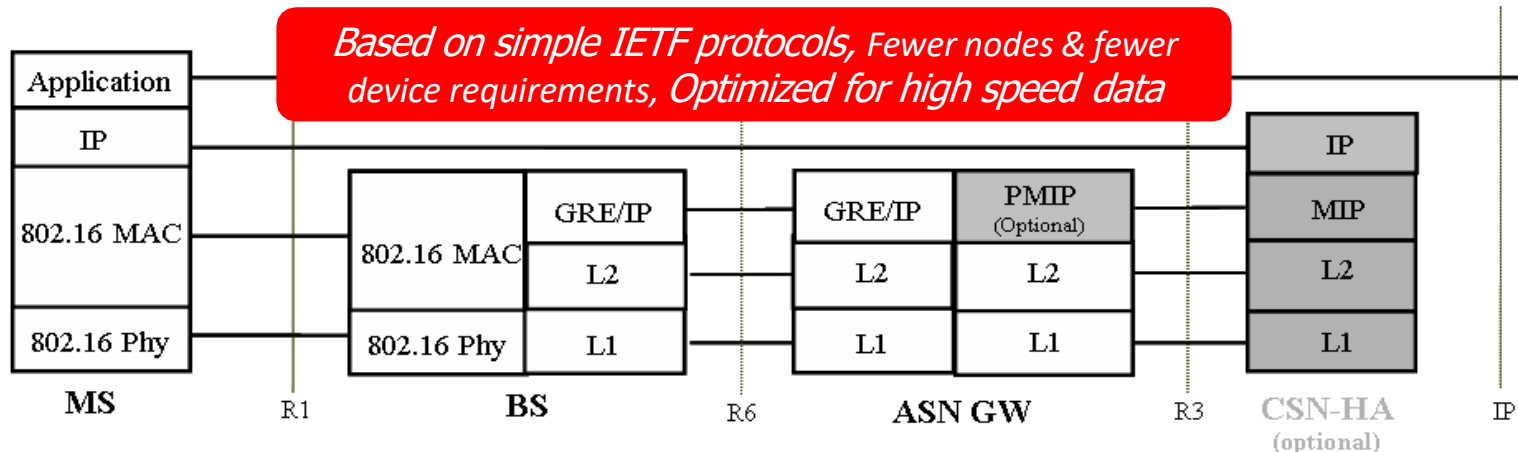 Based on simple IETF protocols, Fewer nodes & fewer
device requirements, Optimized for high speed data
Application
IP
802.16 MAC
802.16 Phy
MS
R1
802.16 MAC
802.16 Phy
GRE/IP
L2
L1
BS
R6
GRE/IP
L2
L1
PMIP
(Optional)
L2
L1
ASN GW
R3
IP
MIP
L2
L1
CSN-HA
(optional)
IP